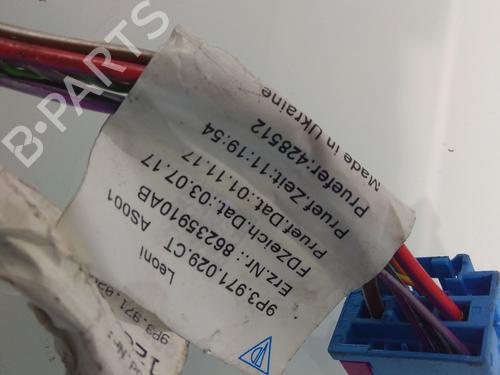 Leoni
9P3.971.029.CT AS001
Erz.Nr.: 86235910AB
FDZeich.Dat.:03.07.17
Pruef.Dat.:01.11.17
Pruef.Zeit:11:19:54
Pruefer:428512
Made in Ukraine
B-PARTS